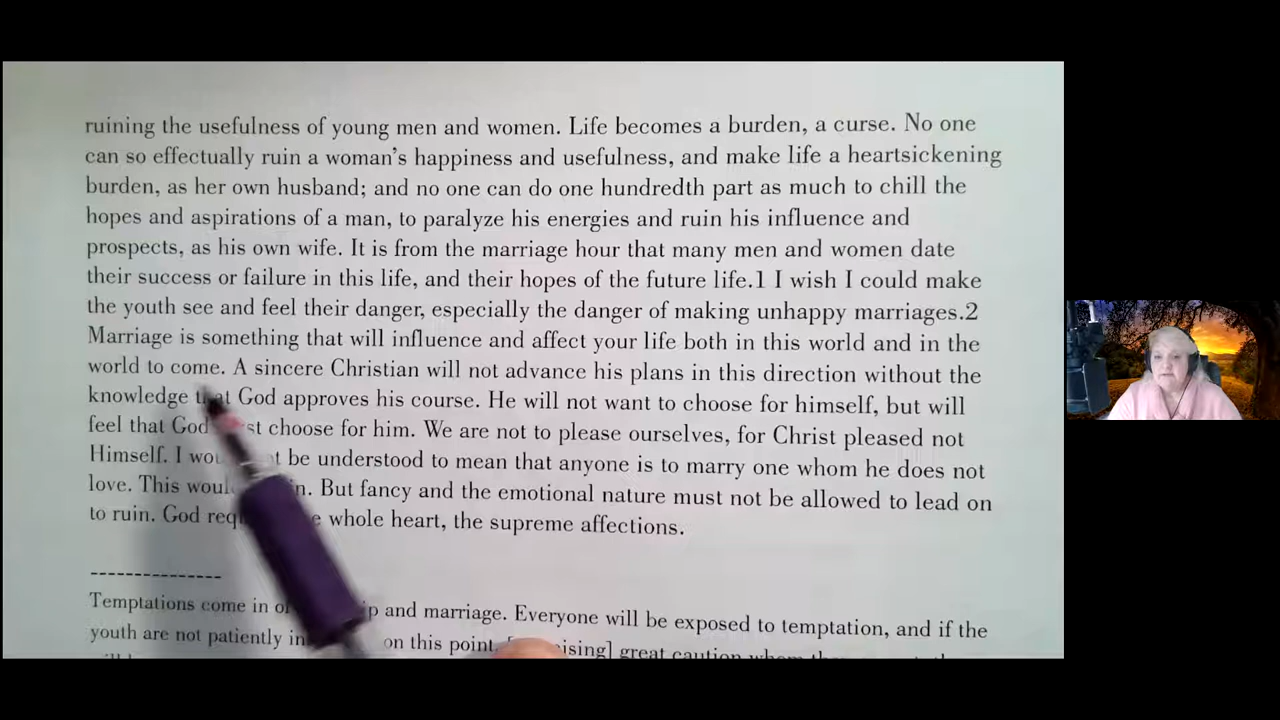 ruining the usefulness of young men and women. Life becomes a burden, a curse. No one
can so effectually ruin a woman's happiness and usefulness, and make life a heartsickening
burden, as her own husband; and no one can do one hundredth part as much to chill the
hopes and aspirations of a man, to paralyze his energies and ruin his influence and
prospects, as his own wife. It is from the marriage hour that many men and women date
their success or failure in this life, and their hopes of the future life.1 I wish I could make
the youth see and feel their danger, especially the danger of making unhappy marriages.2
Marriage is something that will influence and affect your life both in this world and in the
world to come. A sincere Christian will not advance his plans in this direction without the
knowledge that God approves his course. He will not want to choose for himself, but will
feel that God choose for him. We are not to please ourselves, for Christ pleased not
Himself. I be understood to mean that anyone is to marry one whom he does not
love. This But fancy and the emotional nature must not be allowed to lead on
to ruin. God whole heart, the supreme affections.
---------------
Temptations come in and marriage. Everyone will be exposed to temptation, and if the
youth are not patiently on this point, great caution whom